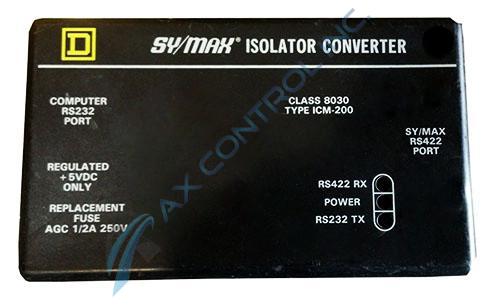 D
SY/MAX® ISOLATOR CONVERTER
COMPUTER
RS232
PORT
CLASS 8030
TYPE ICM-200
SY/MAX
RS422
PORT
REGULATED
+5VDC
ONLY
RS422 RX
POWER
RS232 TX
REPLACEMENT
FUSE
AGC 1/2A 250V
AX CONTROL INC.